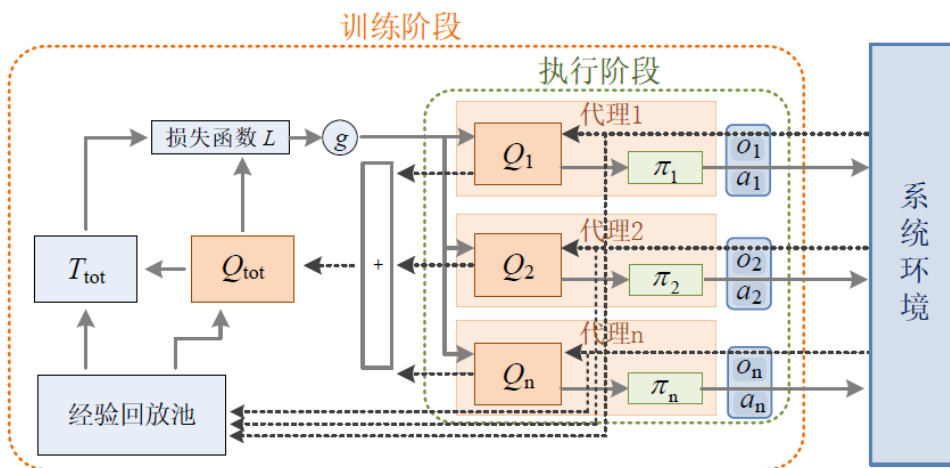 训练阶段
执行阶段
代理1
损失函数 L
g
Q1
π1
o1
a1
代理2
Ttot
Qtot
+
Q2
π2
o2
a2
系统环境
代理n
Qn
πn
on
an
经验回放池